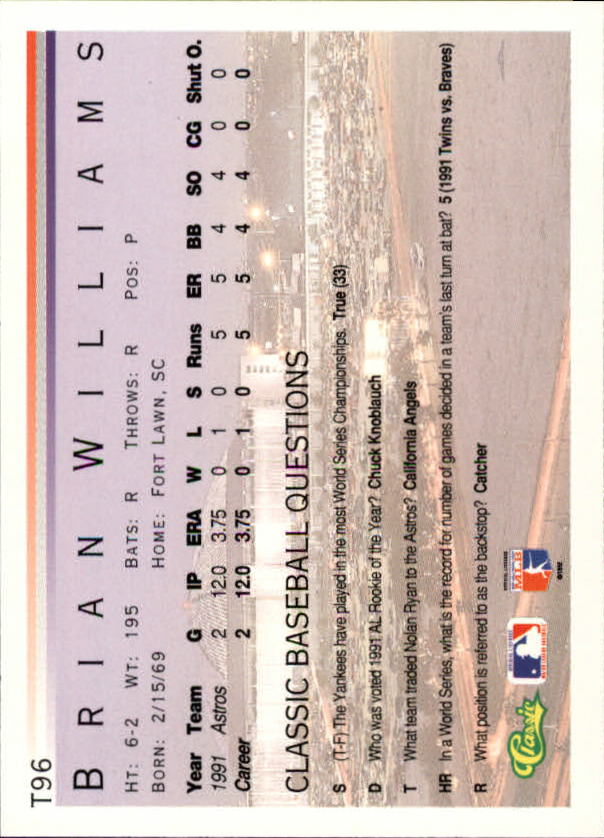 T96
BRIAN WILLIAMS
HT: 6-2 WT: 195 BATS: R THROWS: R POS: P
BORN: 2/15/69 HOME: FORT LAWN, SC
Year Team G IP ERA W L S Runs ER BB SO CG Shut O.
1991 Astros 2 12.0 3.75 0 1 0 5 5 4 4 0 0
Career 2 12.0 3.75 0 1 0 5 5 4 4 0 0
CLASSIC BASEBALL QUESTIONS
S (T-F) The Yankees have played in the most World Series Championships. True (33)
D Who was voted 1991 AL Rookie of the Year? Chuck Knoblauch
T What team traded Nolan Ryan to the Astros? California Angels
HR In a World Series, what is the record for number of games decided in a team's last turn at bat? 5 (1991 Twins vs. Braves)
R What position is referred to as the backstop? Catcher
Classic
MLB